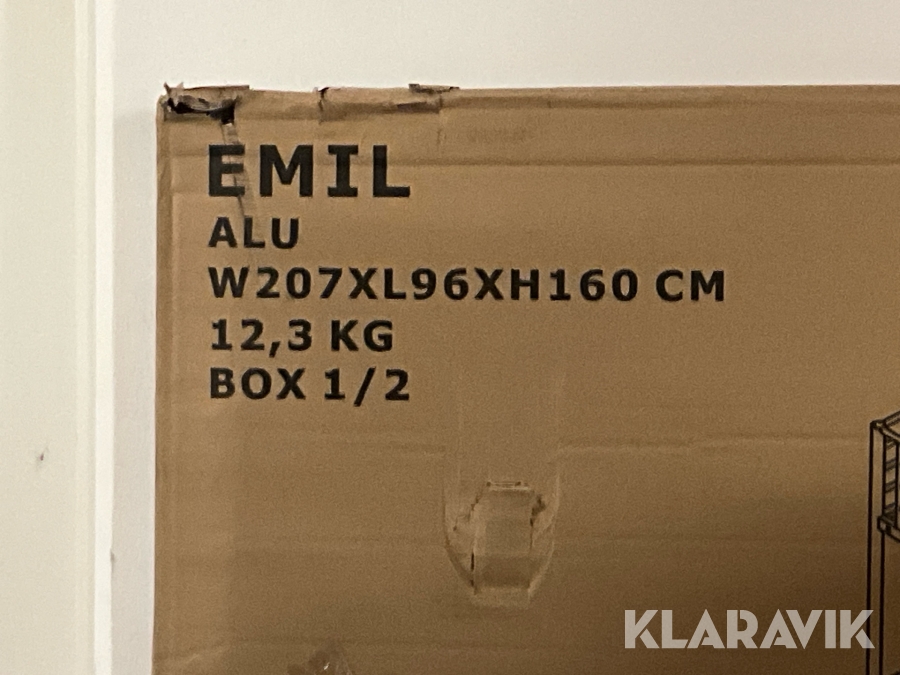 EMIL
ALU
W207XL96XH160 CM
12,3 KG
BOX 1/2
KLARAVIK